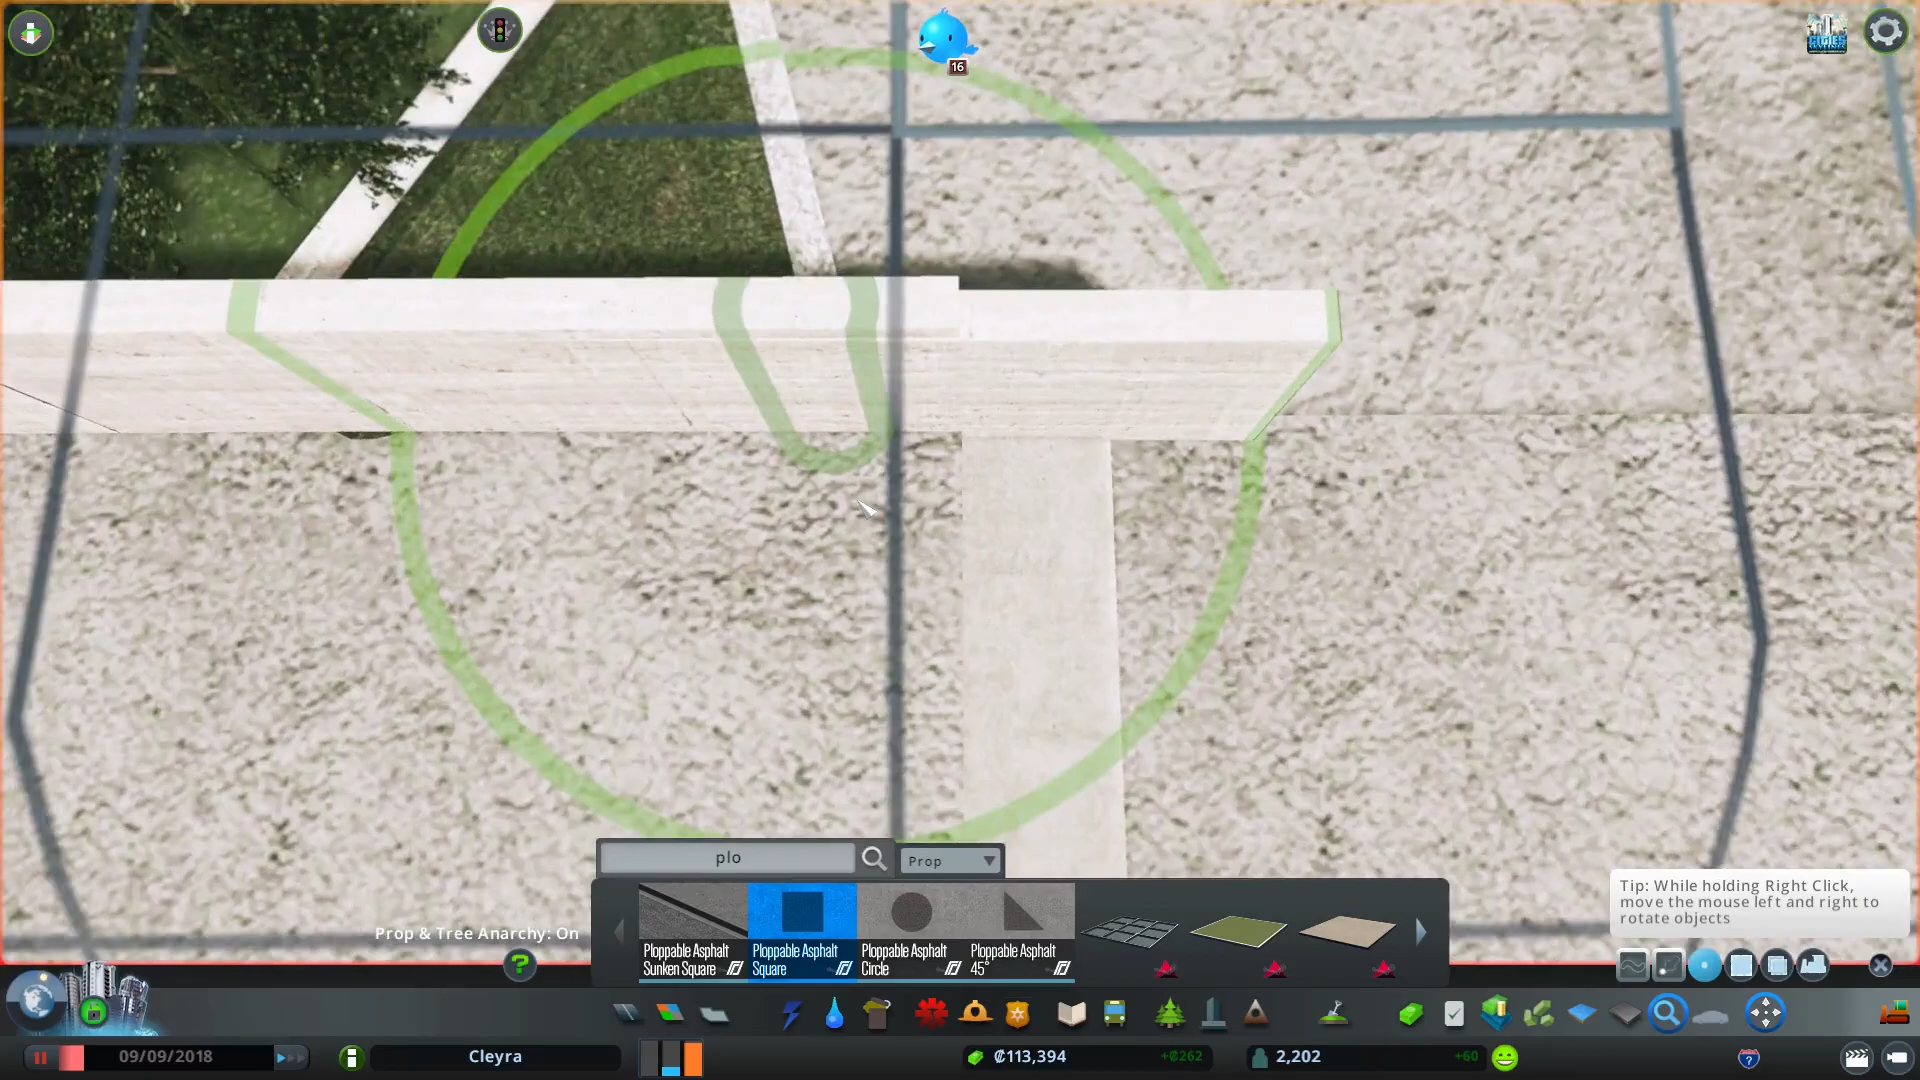 16
CITIES
plo
Prop
Tip: While holding Right Click,
move the mouse left and right to
rotate objects
Prop & Tree Anarchy: On
?
Ploppable Asphalt
Sunken Square
Ploppable Asphalt
Square
Ploppable Asphalt
Circle
Ploppable Asphalt
45°
09/09/2018
Cleyra
₡113,394
+₡262
2,202
+60
?